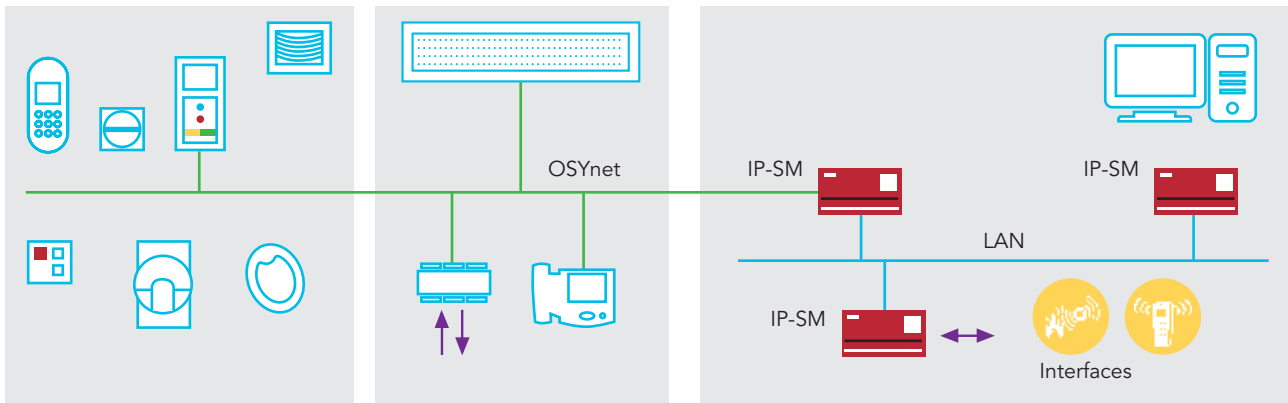 OSYnet
IP-SM
IP-SM
LAN
IP-SM
Interfaces